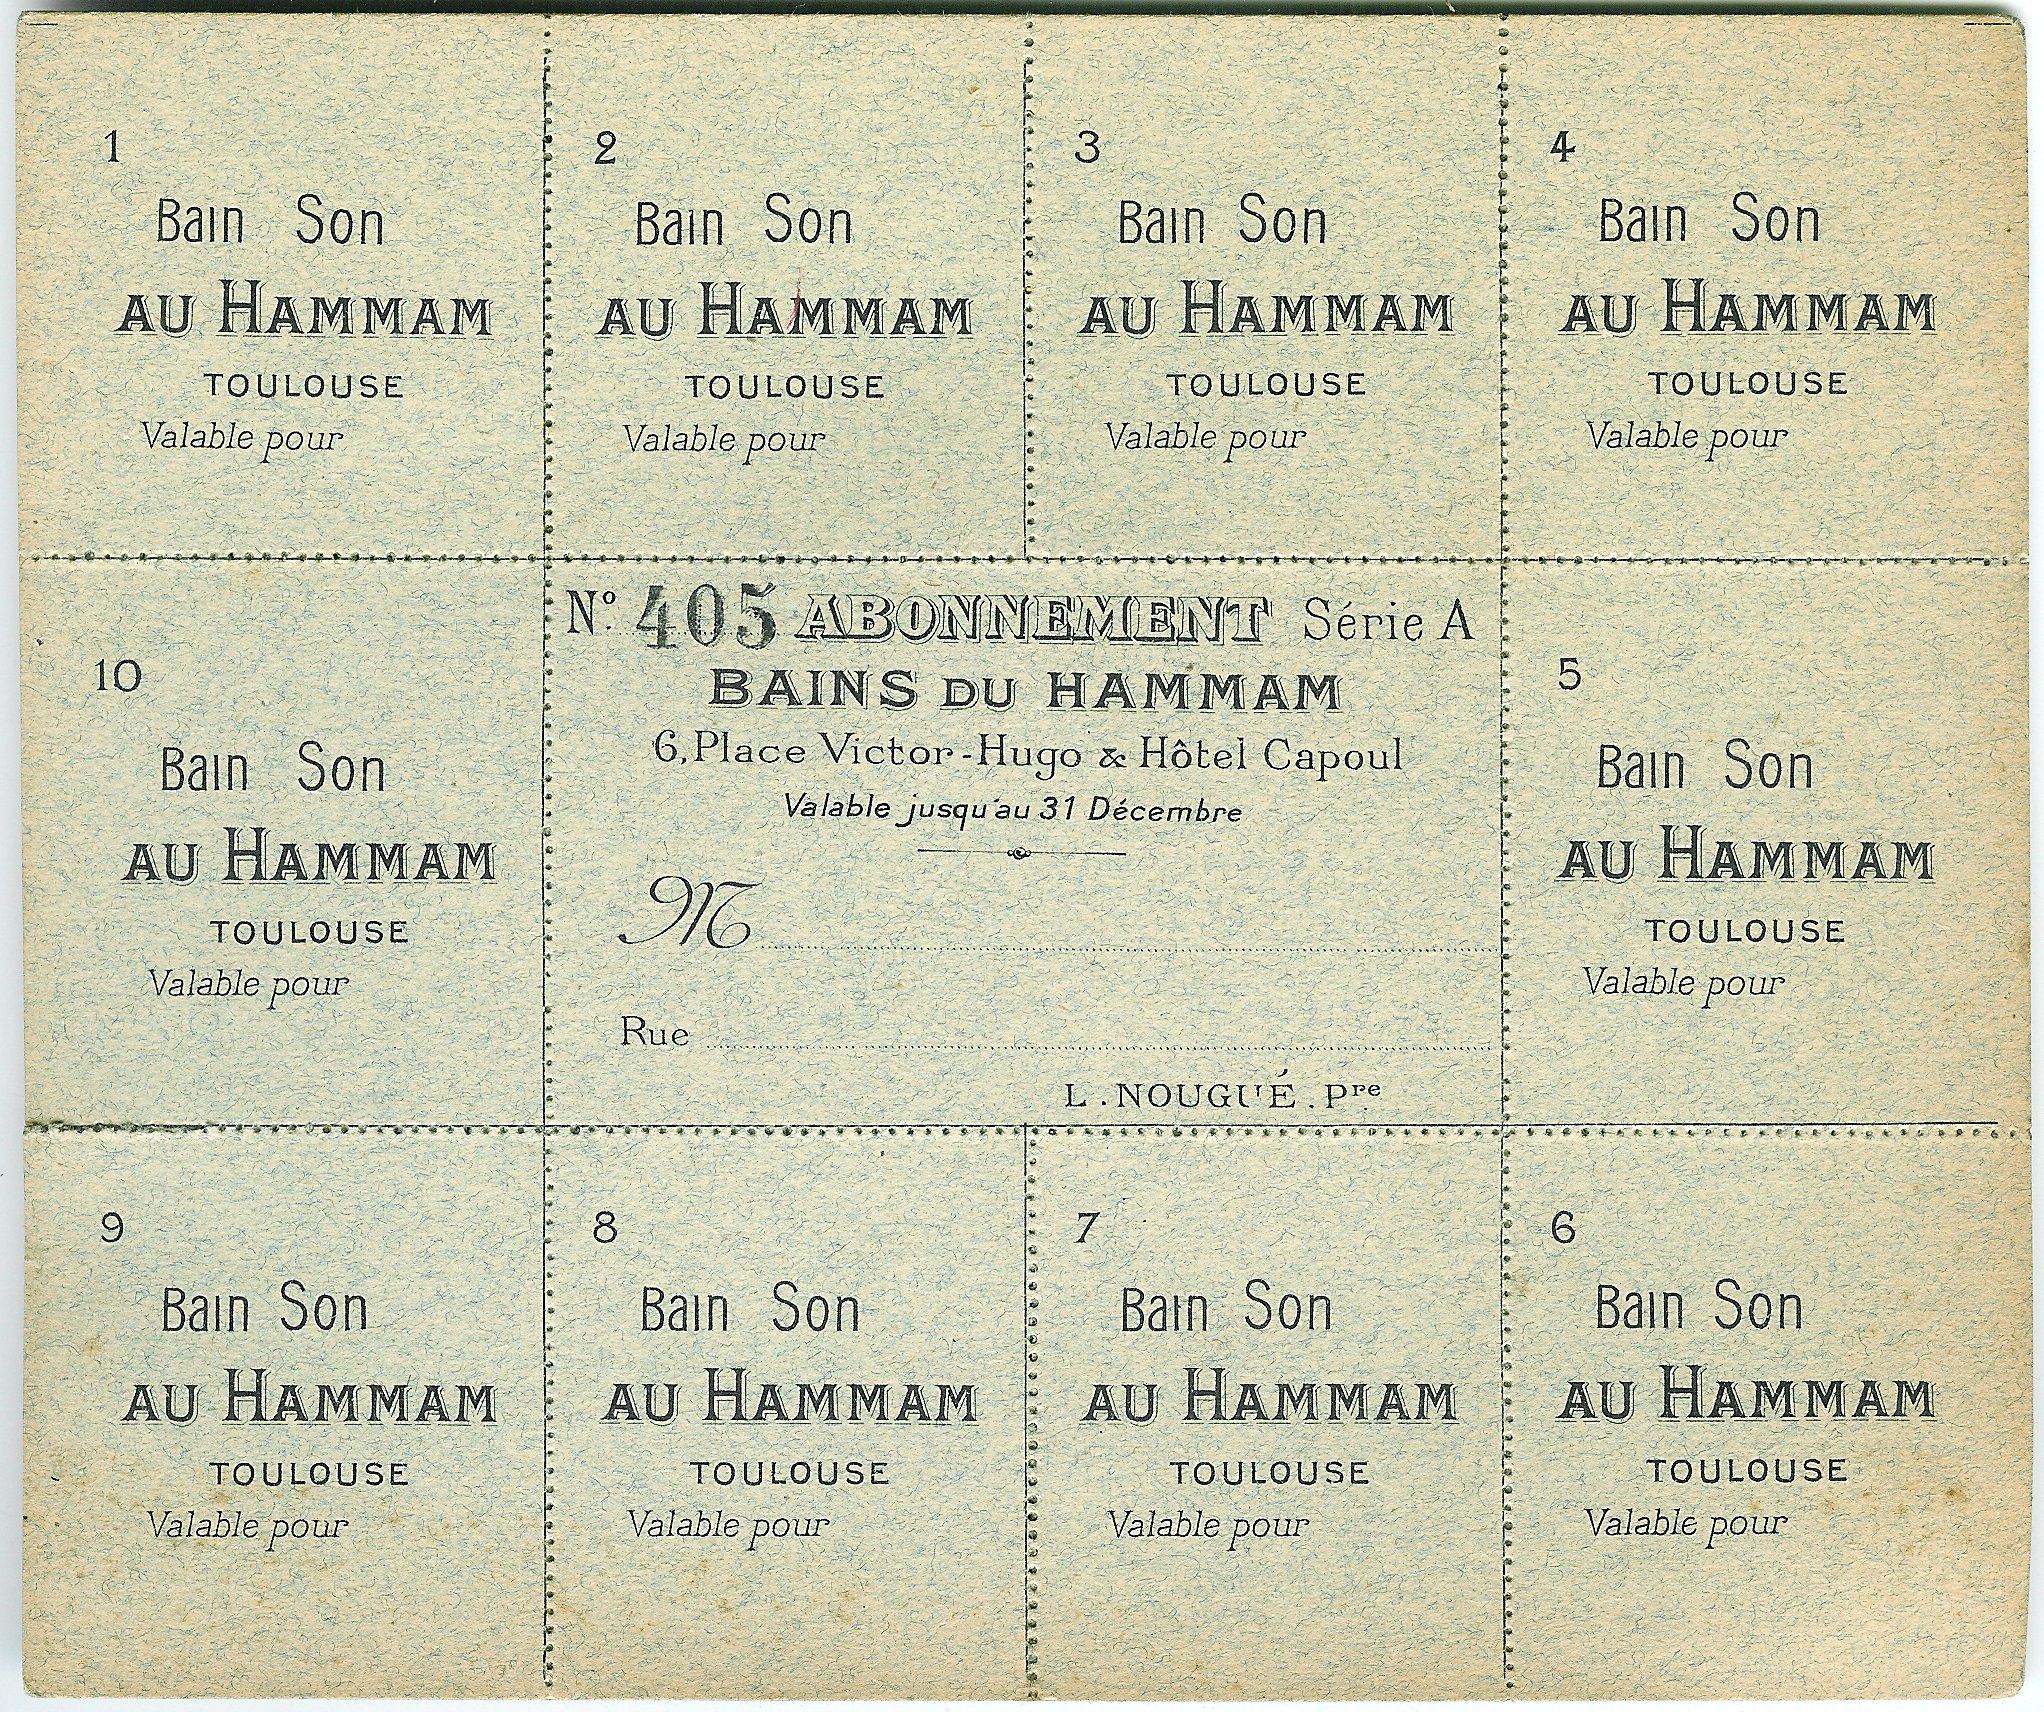 1
Bain Son
AU HAMMAM
TOULOUSE
Valable pour
2
Bain Son
AU HAMMAM
TOULOUSE
Valable pour
3
Bain Son
AU HAMMAM
TOULOUSE
Valable pour
4
Bain Son
AU HAMMAM
TOULOUSE
Valable pour
10
Bain Son
AU HAMMAM
TOULOUSE
Valable pour
Nº 405 ABONNEMENT Série A
BAINS DU HAMMAM
6, Place Victor-Hugo & Hôtel Capoul
Valable jusqu'au 31 Décembre
M
Rue
L. NOUGUÉ. Pre
5
Bain Son
AU HAMMAM
TOULOUSE
Valable pour
9
Bain Son
AU HAMMAM
TOULOUSE
Valable pour
8
Bain Son
AU HAMMAM
TOULOUSE
Valable pour
7
Bain Son
AU HAMMAM
TOULOUSE
Valable pour
6
Bain Son
AU HAMMAM
TOULOUSE
Valable pour